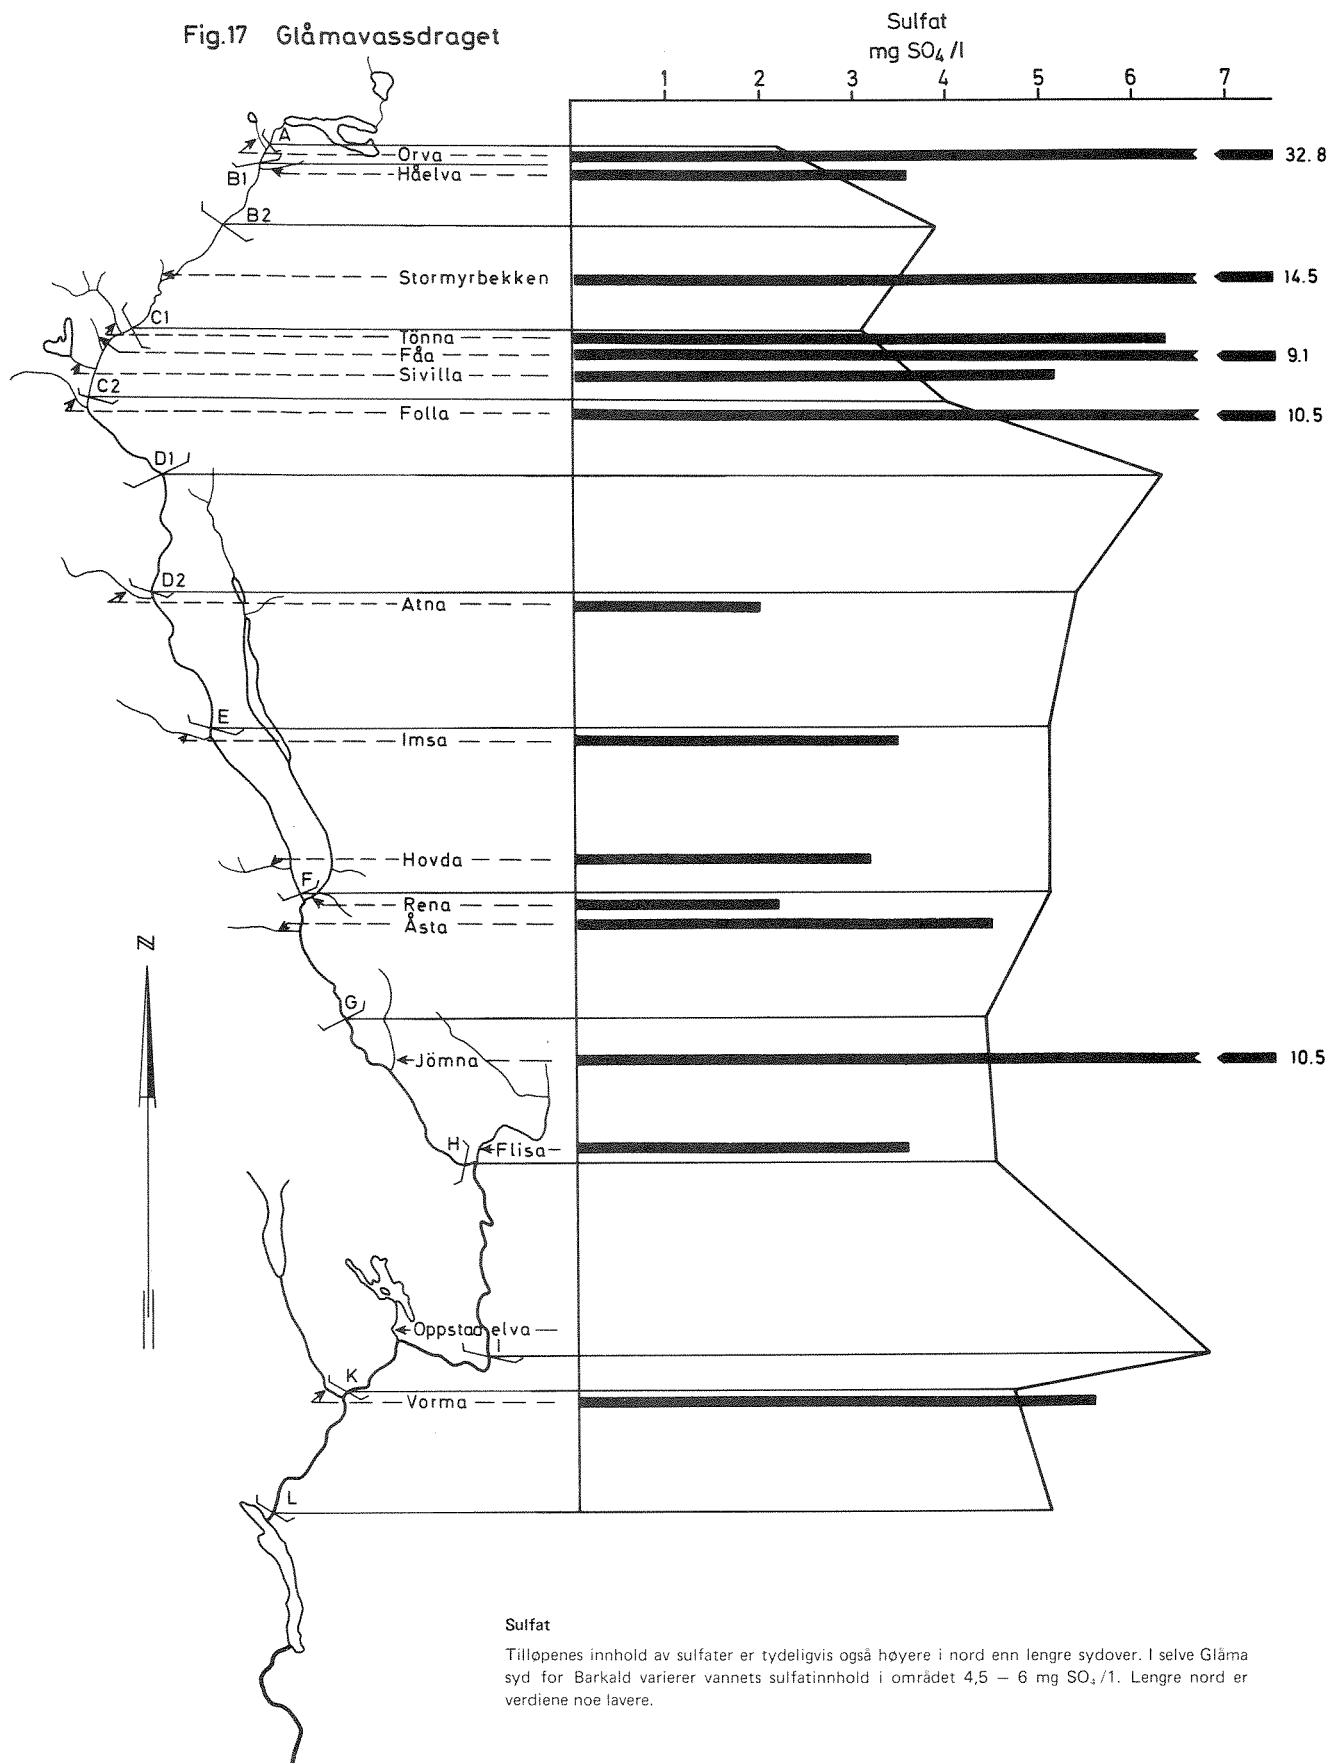 Fig.17 Glåmavassdraget
Sulfat
mg SO₄/l
1 2 3 4 5 6 7
A
Orva 32.8
B1 Håelva
B2
Stormyrbekken 14.5
C1
Tönna
Fåa 9.1
Sivilla
C2
Folla 10.5
D1
D2
Atna
E
Imsa
Hovda
F
Rena
Åsta
N
G
Jömna 10.5
H Flisa
Oppstadelva
I
K
Vorma
L
Sulfat
Tilløpenes innhold av sulfater er tydeligvis også høyere i nord enn lengre sydover. I selve Glåma
syd for Barkald varierer vannets sulfatinnhold i området 4,5 – 6 mg SO₄/1. Lengre nord er
verdiene noe lavere.